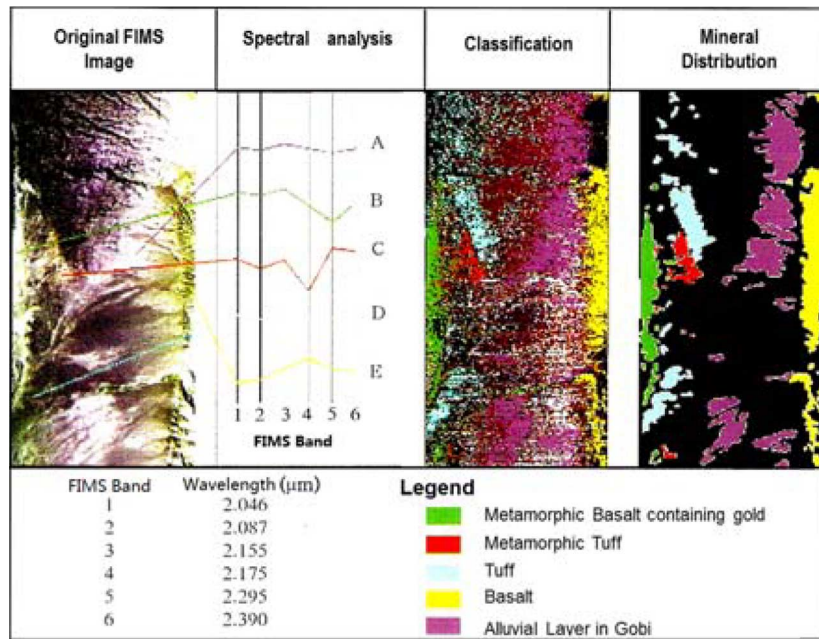 Original FIMS
Image
Spectral analysis
Classification
Mineral
Distribution
A
B
C
D
E
1 2 3 4 5 6
FIMS Band
FIMS Band Wavelength (μm)
1 2.046
2 2.087
3 2.155
4 2.175
5 2.295
6 2.390
Legend
Metamorphic Basalt containing gold
Metamorphic Tuff
Tuff
Basalt
Alluvial Layer in Gobi